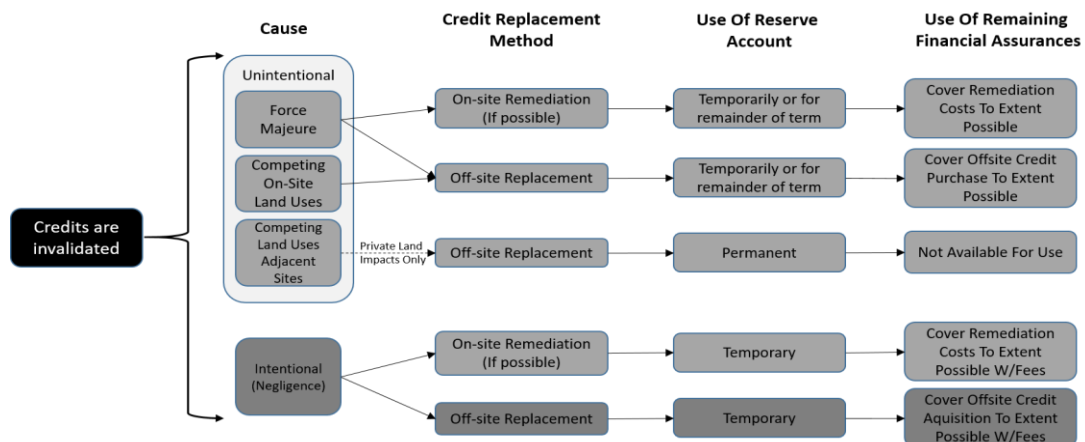 Cause
Credit Replacement
Method
Use Of Reserve
Account
Use Of Remaining
Financial Assurances
Credits are
invalidated
Unintentional
Force
Majeure
On-site Remediation
(If possible)
Temporarily or for
remainder of term
Cover Remediation
Costs To Extent
Possible
Competing
On-Site
Land Uses
Off-site Replacement
Temporarily or for
remainder of term
Cover Offsite Credit
Purchase To Extent
Possible
Competing
Land Uses
Adjacent
Sites
Private Land
Impacts Only
Off-site Replacement
Permanent
Not Available For Use
Intentional
(Negligence)
On-site Remediation
(If possible)
Temporary
Cover Remediation
Costs To Extent
Possible W/Fees
Off-site Replacement
Temporary
Cover Offsite Credit
Aquisition To Extent
Possible W/Fees